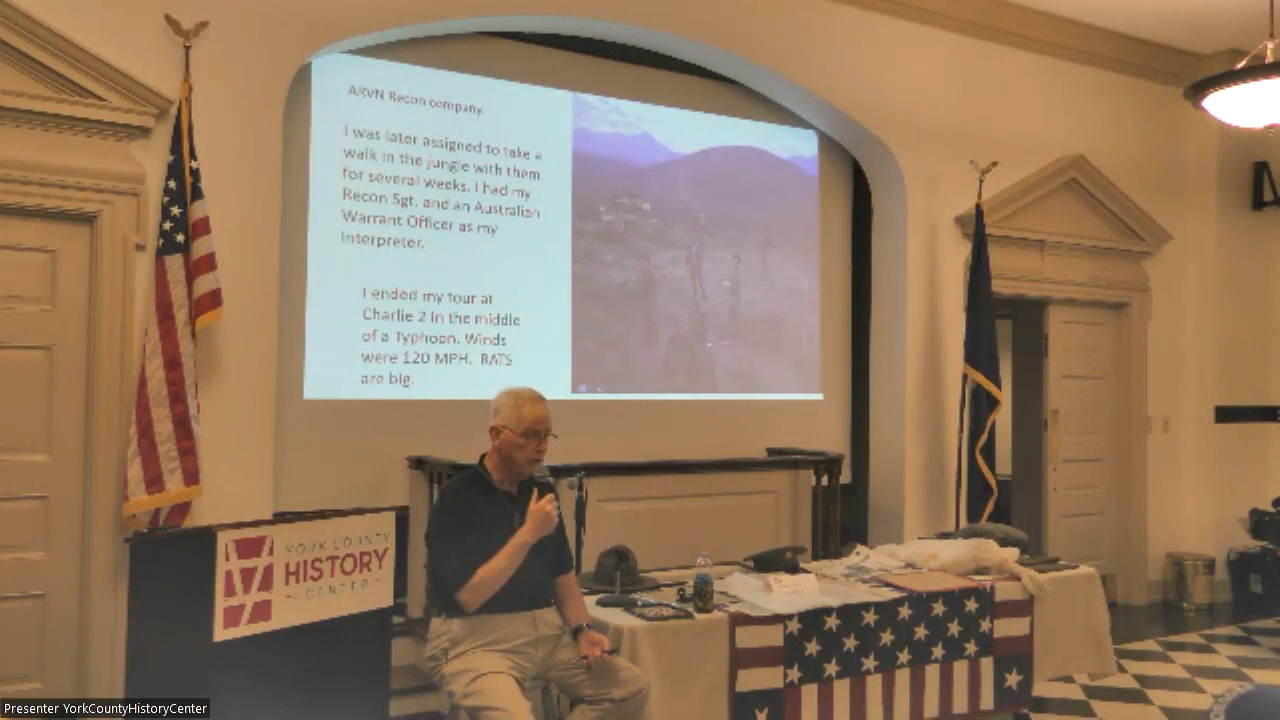 ARVN Recon company
I was later assigned to take a
walk in the jungle with them
for several weeks. I had my
Recon Sgt. and an Australian
Warrant Officer as my
Interpreter.
I ended my tour at
Charlie 2 in the middle
of a Typhoon. Winds
were 120 MPH. RATS
are big.
YORK COUNTY
HISTORY
CENTER
Presenter YorkCountyHistoryCenter